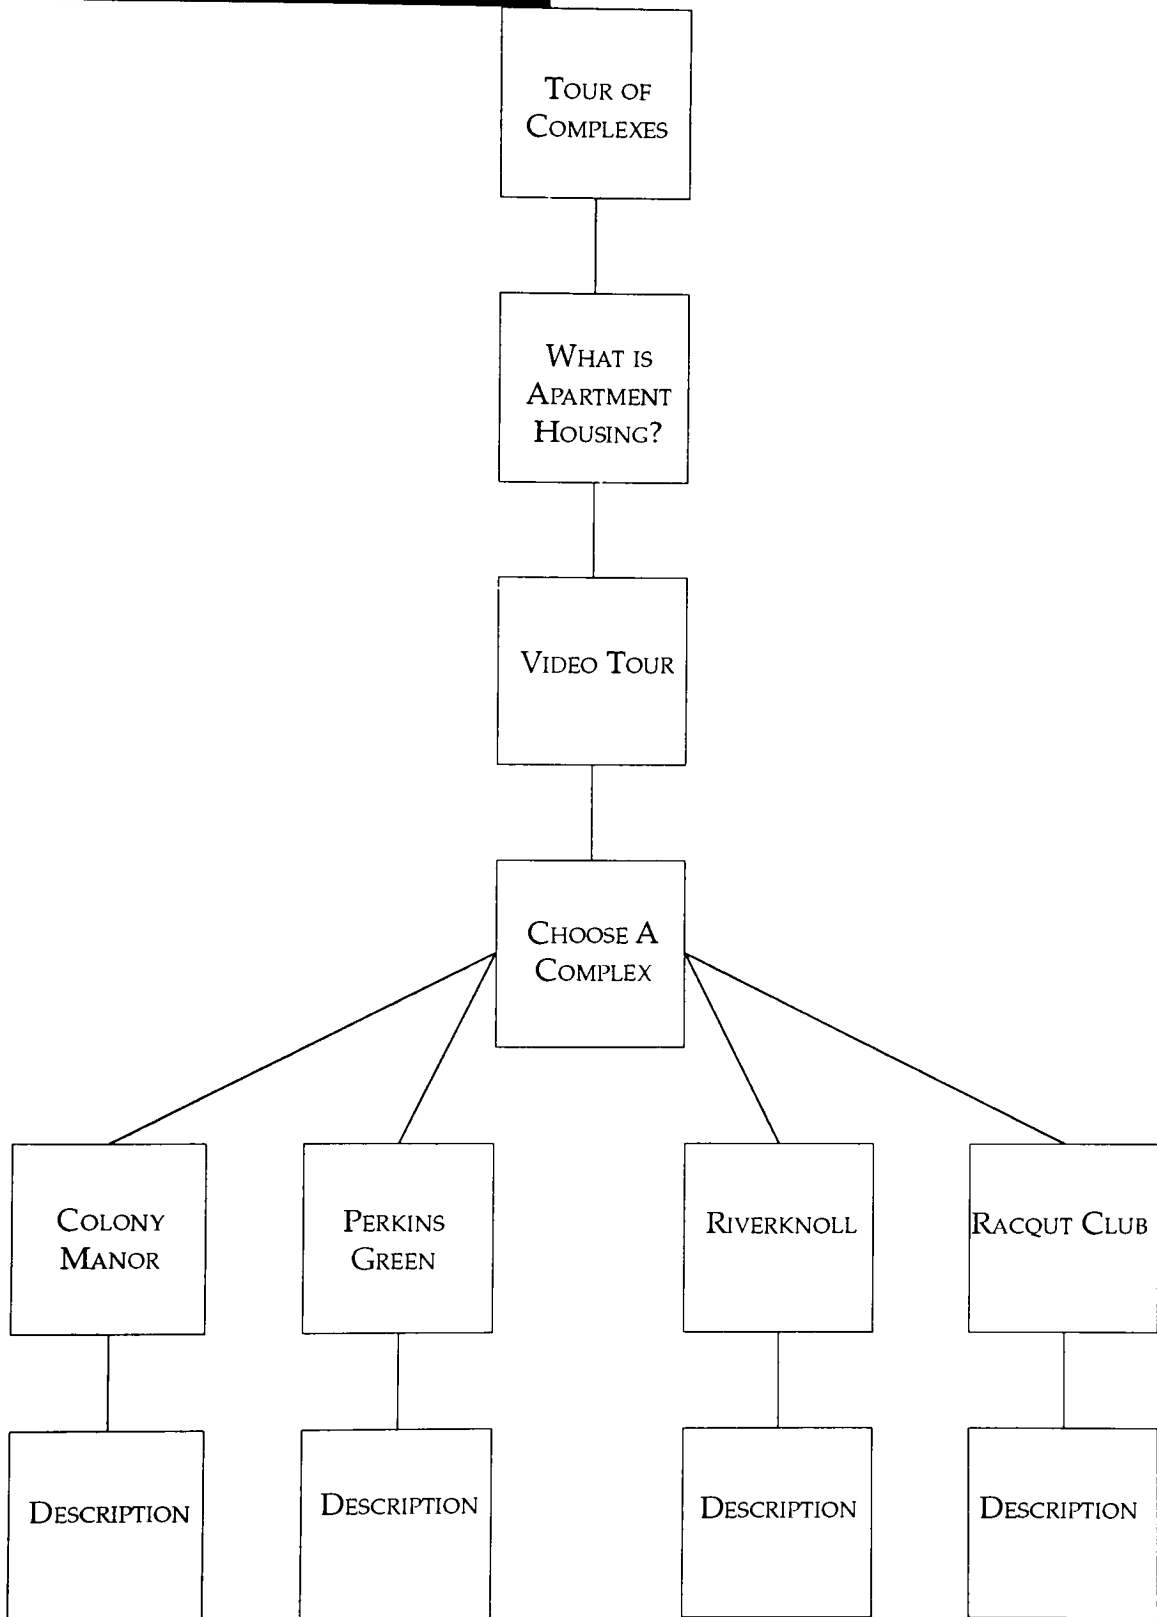 Tour of
Complexes
What is
Apartment
Housing?
Video Tour
Choose A
Complex
Colony
Manor
Perkins
Green
Riverknoll
Racqut Club
Description
Description
Description
Description